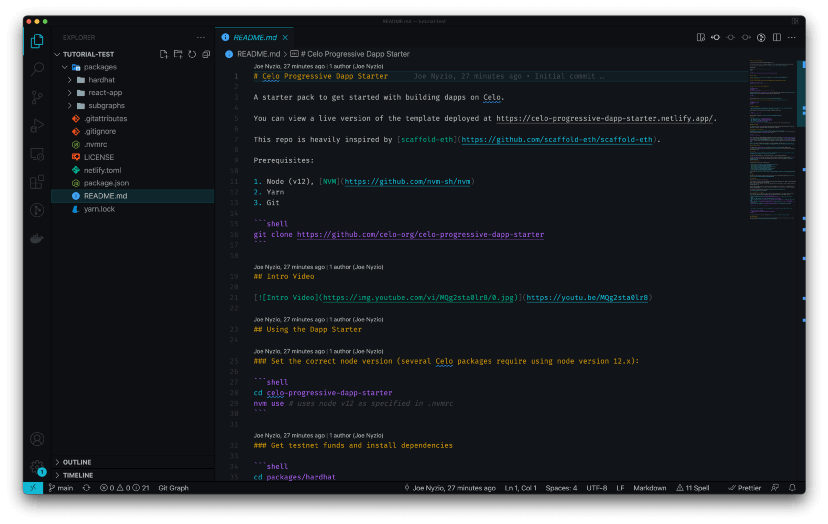 README.md — tutorial-test
EXPLORER
README.md
TUTORIAL-TEST
packages
hardhat
react-app
subgraphs
.gitattributes
.gitignore
.nvmrc
LICENSE
netlify.toml
package.json
README.md
yarn.lock
OUTLINE
TIMELINE
README.md > # Celo Progressive Dapp Starter
Joe Nyzio, 27 minutes ago | 1 author (Joe Nyzio)
1 # Celo Progressive Dapp Starter Joe Nyzio, 27 minutes ago • Initial commit …
2
3 A starter pack to get started with building dapps on Celo.
4
5 You can view a live version of the template deployed at https://celo-progressive-dapp-starter.netlify.app/.
6
7 This repo is heavily inspired by [scaffold-eth](https://github.com/scaffold-eth/scaffold-eth).
8
9 Prerequisites:
10
11 1. Node (v12), [NVM](https://github.com/nvm-sh/nvm)
12 2. Yarn
13 3. Git
14
15 ```shell
16 git clone https://github.com/celo-org/celo-progressive-dapp-starter
17 ```
18
Joe Nyzio, 27 minutes ago | 1 author (Joe Nyzio)
19 ## Intro Video
20
21 [![Intro Video](https://img.youtube.com/vi/MQg2sta0lr8/0.jpg)](https://youtu.be/MQg2sta0lr8)
22
Joe Nyzio, 27 minutes ago | 1 author (Joe Nyzio)
23 ## Using the Dapp Starter
24
Joe Nyzio, 27 minutes ago | 1 author (Joe Nyzio)
25 ### Set the correct node version (several Celo packages require using node version 12.x):
26
27 ```shell
28 cd celo-progressive-dapp-starter
29 nvm use # uses node v12 as specified in .nvmrc
30 ```
31
Joe Nyzio, 27 minutes ago | 1 author (Joe Nyzio)
32 ### Get testnet funds and install dependencies
33
34 ```shell
35 cd packages/hardhat
1
main 0 0 21 Git Graph Joe Nyzio, 27 minutes ago Ln 1, Col 1 Spaces: 4 UTF-8 LF Markdown 11 Spell Prettier